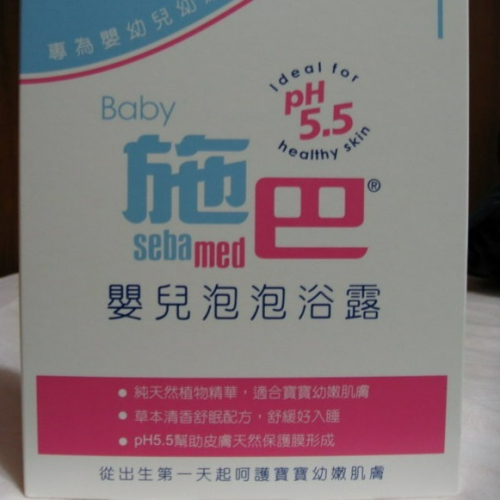 專為嬰幼兒幼
Baby
Ideal for
pH
5.5
healthy skin
施巴®
sebamed
嬰兒泡泡浴露
● 純天然植物精華，適合寶寶幼嫩肌膚
● 草本清香舒眠配方，舒緩好入睡
● pH5.5幫助皮膚天然保護膜形成
從出生第一天起呵護寶寶幼嫩肌膚